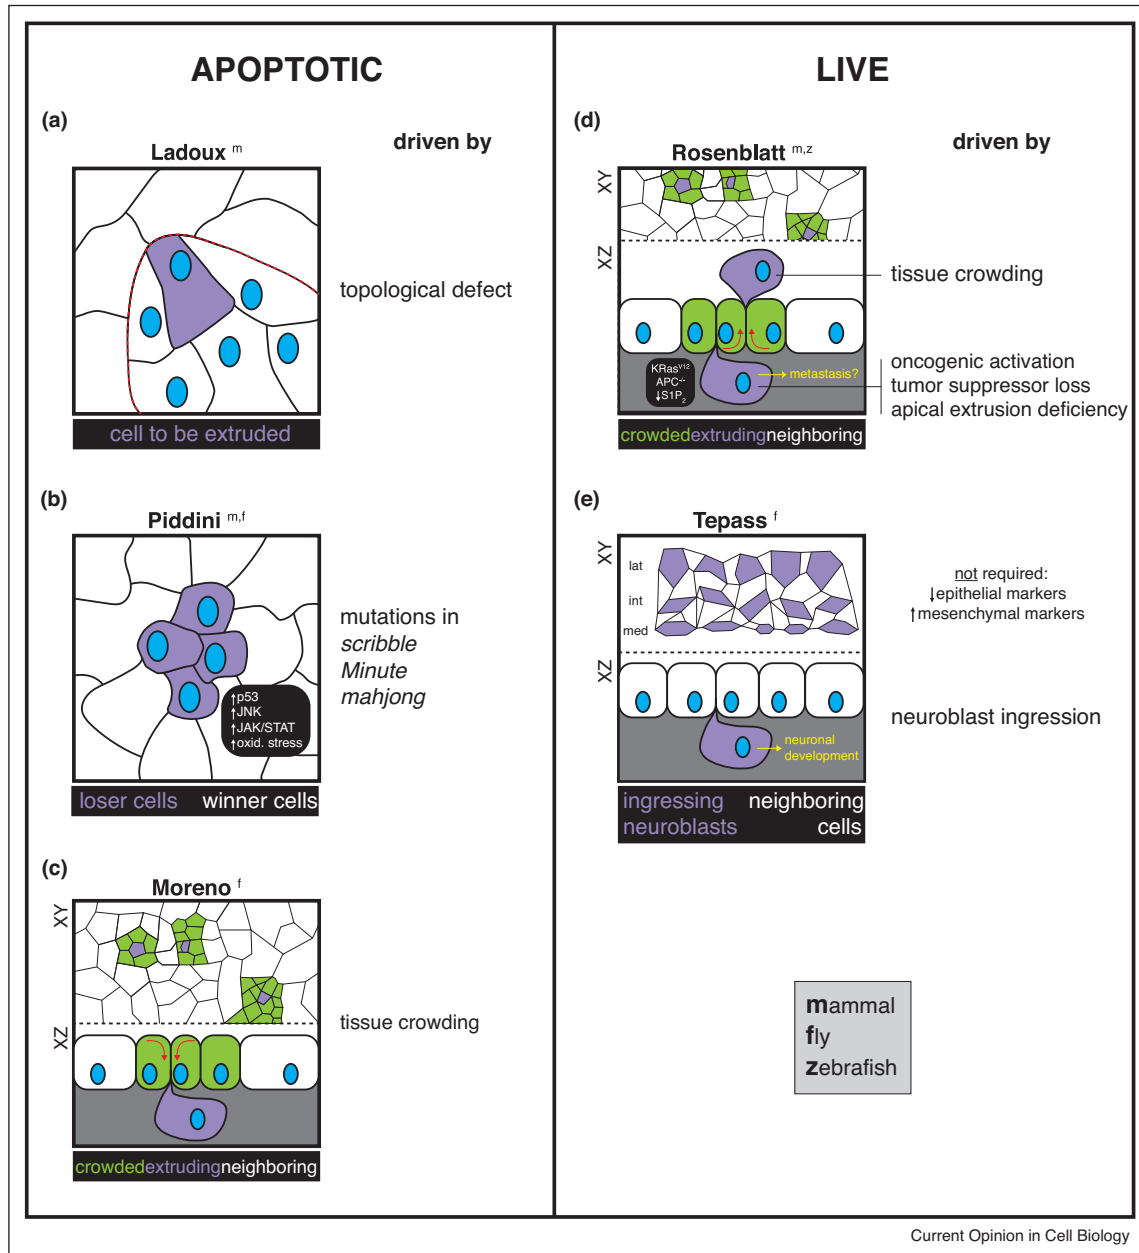 APOPTOTIC
(a)
Ladoux m
driven by
topological defect
cell to be extruded
(b)
Piddini m,f
↑p53
↑JNK
↑JAK/STAT
↑oxid. stress
mutations in
scribble
Minute
mahjong
loser cells winner cells
(c)
Moreno f
XY
XZ
tissue crowding
crowdedextrudingneighboring
LIVE
(d)
Rosenblatt m,z
driven by
XY
XZ
tissue crowding
KRasV12
APC-/-
↓S1P2
metastasis?
oncogenic activation
tumor suppressor loss
apical extrusion deficiency
crowdedextrudingneighboring
(e)
Tepass f
XY
lat
int
med
not required:
↓epithelial markers
↑mesenchymal markers
XZ
neuronal
development
neuroblast ingression
ingressing neighboring
neuroblasts cells
mammal
fly
zebrafish
Current Opinion in Cell Biology